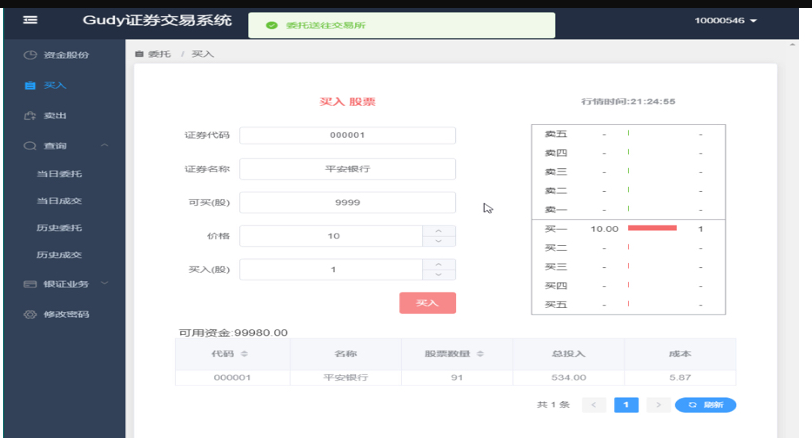 Gudy证券交易系统
委托送往交易所
10000546
资金股份
买入
卖出
查询
当日委托
当日成交
历史委托
历史成交
银证业务
修改密码
委托 / 买入
买入 股票
证券代码 000001
证券名称 平安银行
可买(股) 9999
价格 10
买入(股) 1
买入
行情时间:21:24:55
卖五 - -
卖四 - -
卖三 - -
卖二 - -
卖一 - -
买一 10.00 1
买二 - -
买三 - -
买四 - -
买五 - -
可用资金:99980.00
代码 名称 股票数量 总投入 成本
000001 平安银行 91 534.00 5.87
共 1 条 < 1 > 刷新